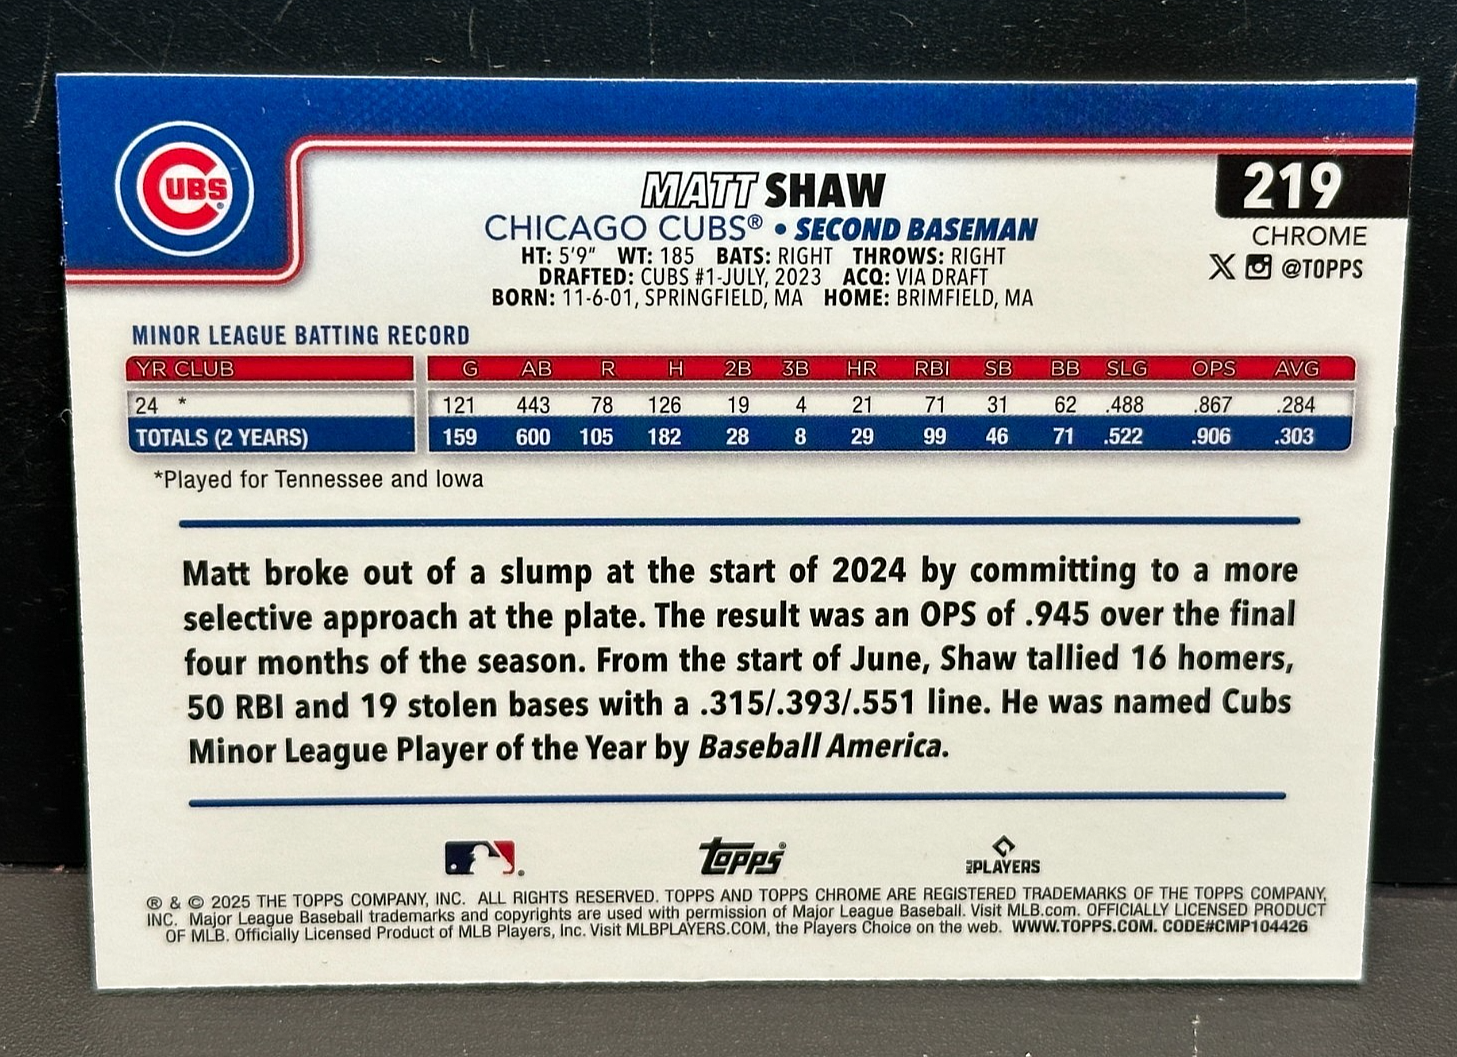 CUBS
MATT SHAW
219
CHICAGO CUBS® • SECOND BASEMAN
CHROME
HT: 5'9" WT: 185 BATS: RIGHT THROWS: RIGHT
@TOPPS
DRAFTED: CUBS #1-JULY, 2023 ACQ: VIA DRAFT
BORN: 11-6-01, SPRINGFIELD, MA HOME: BRIMFIELD, MA
MINOR LEAGUE BATTING RECORD
YR CLUB G AB R H 2B 3B HR RBI SB BB SLG OPS AVG
24 * 121 443 78 126 19 4 21 71 31 62 .488 .867 .284
TOTALS (2 YEARS) 159 600 105 182 28 8 29 99 46 71 .522 .906 .303
*Played for Tennessee and Iowa
Matt broke out of a slump at the start of 2024 by committing to a more
selective approach at the plate. The result was an OPS of .945 over the final
four months of the season. From the start of June, Shaw tallied 16 homers,
50 RBI and 19 stolen bases with a .315/.393/.551 line. He was named Cubs
Minor League Player of the Year by Baseball America.
Topps® MLB PLAYERS
® & © 2025 THE TOPPS COMPANY, INC. ALL RIGHTS RESERVED. TOPPS AND TOPPS CHROME ARE REGISTERED TRADEMARKS OF THE TOPPS COMPANY,
INC. Major League Baseball trademarks and copyrights are used with permission of Major League Baseball. Visit MLB.com. OFFICIALLY LICENSED PRODUCT
OF MLB. Officially Licensed Product of MLB Players, Inc. Visit MLBPLAYERS.COM, the Players Choice on the web. WWW.TOPPS.COM. CODE#CMP104426